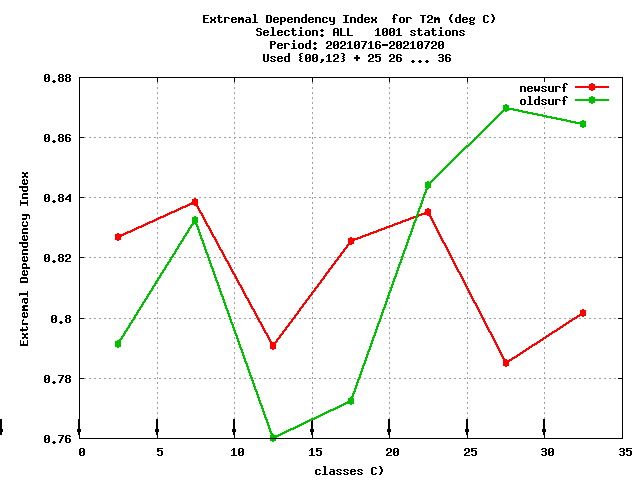 Extremal Dependency Index  for T2m (deg C)
Selection: ALL   1001 stations
Period: 20210716-20210720
Used {00,12} + 25 26 ... 36
newsurf
oldsurf
0.88
0.86
0.84
0.82
0.8
0.78
0.76
Extremal Dependency Index
0 5 10 15 20 25 30 35
classes C)